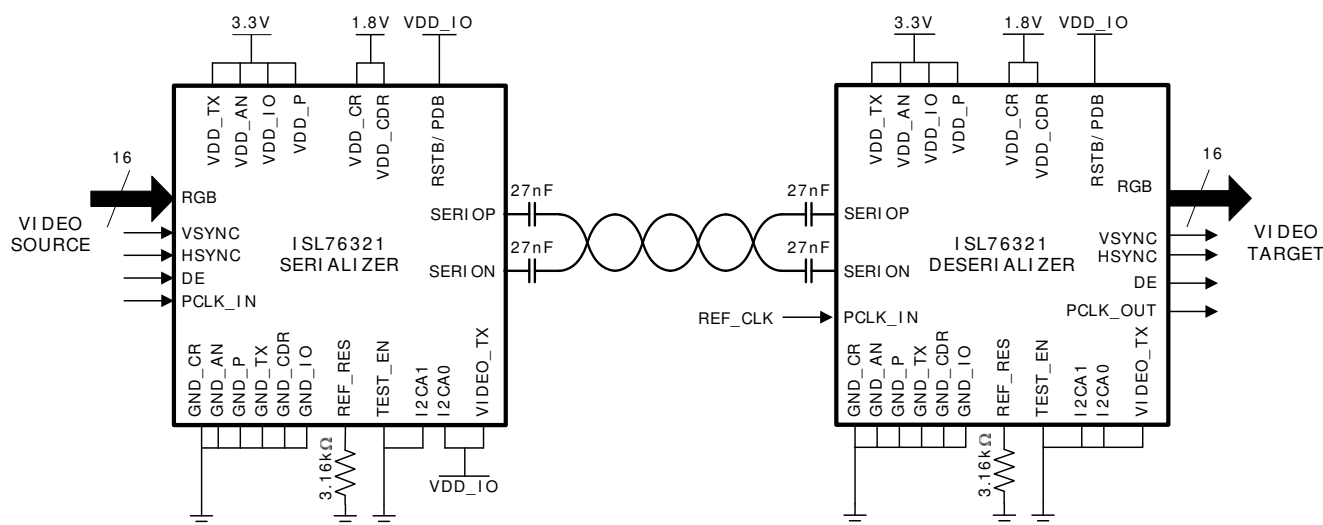 3.3V
1.8V
VDD_IO
3.3V
1.8V
VDD_IO
VDD_TX
VDD_AN
VDD_IO
VDD_P
VDD_CR
VDD_CDR
RSTB/PDB
VDD_TX
VDD_AN
VDD_IO
VDD_P
VDD_CR
VDD_CDR
RSTB/PDB
16
RGB
VIDEO
SOURCE
VSYNC
HSYNC
DE
PCLK_IN
ISL76321
SERIALIZER
SERIOP
SERION
27nF
27nF
27nF
27nF
SERIOP
SERION
ISL76321
DESERIALIZER
REF_CLK
PCLK_IN
RGB
16
VSYNC
HSYNC
DE
PCLK_OUT
VIDEO
TARGET
GND_CR
GND_AN
GND_P
GND_TX
GND_CDR
GND_IO
REF_RES
TEST_EN
I2CA1
I2CA0
VIDEO_TX
GND_CR
GND_AN
GND_P
GND_TX
GND_CDR
GND_IO
REF_RES
TEST_EN
I2CA1
I2CA0
VIDEO_TX
3.16kΩ
VDD_IO
3.16kΩ